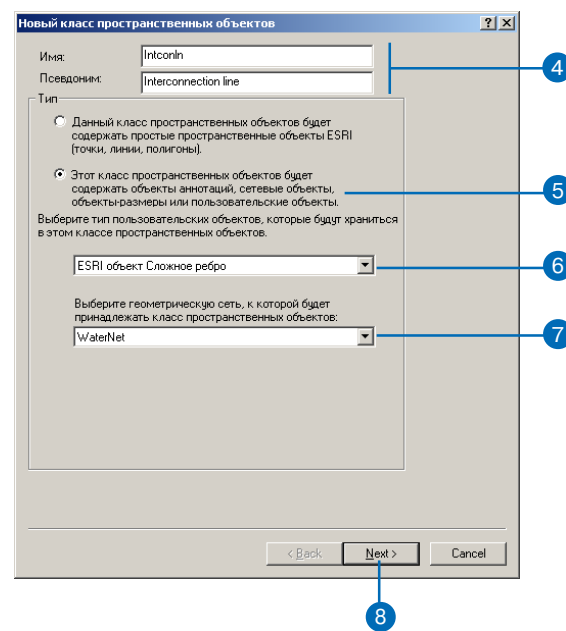 Новый класс пространственных объектов
Имя: Intconln
4
Псевдоним: Interconnection line
Тип
Данный класс пространственных объектов будет
содержать простые пространственные объекты ESRI
(точки, линии, полигоны).
Этот класс пространственных объектов будет
содержать объекты аннотаций, сетевые объекты,
объекты-размеры или пользовательские объекты.
5
Выберите тип пользовательских объектов, которые будут храниться
в этом классе пространственных объектов.
ESRI объект Сложное ребро
6
Выберите геометрическую сеть, к которой будет
принадлежать класс пространственных объектов:
WaterNet
7
< Back Next > Cancel
8